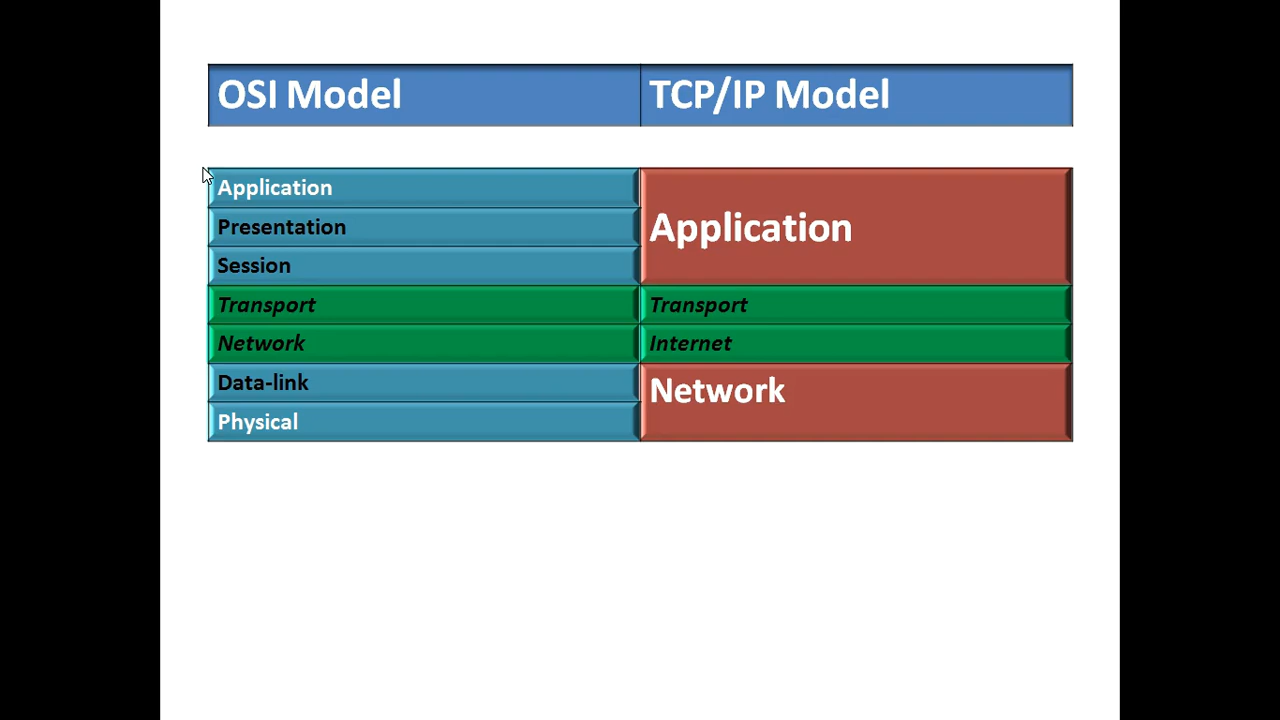 OSI Model TCP/IP Model
Application
Presentation
Session
Application
Transport Transport
Network Internet
Data-link
Physical
Network